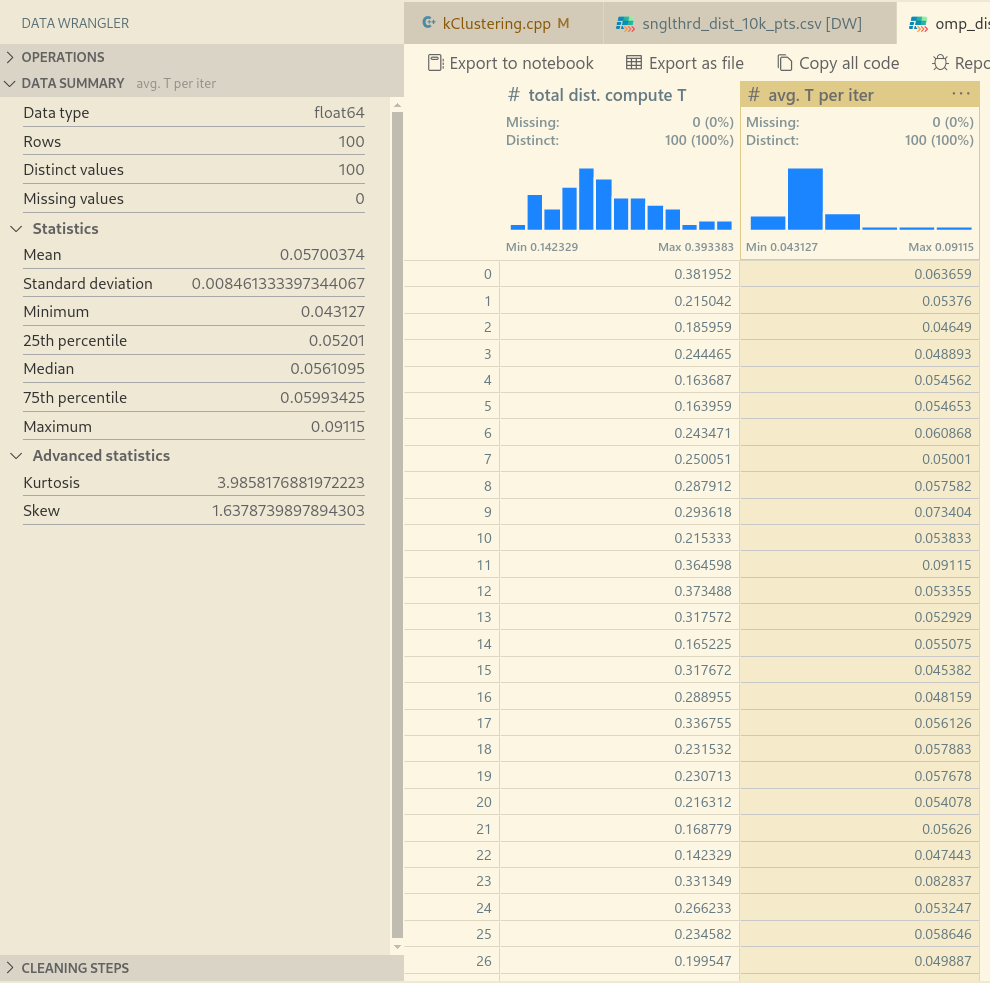 DATA WRANGLER
OPERATIONS
DATA SUMMARY avg. T per iter
Data type float64
Rows 100
Distinct values 100
Missing values 0
Statistics
Mean 0.05700374
Standard deviation 0.008461333397344067
Minimum 0.043127
25th percentile 0.05201
Median 0.0561095
75th percentile 0.05993425
Maximum 0.09115
Advanced statistics
Kurtosis 3.9858176881972223
Skew 1.6378739897894303
CLEANING STEPS
kClustering.cpp M snglthrd_dist_10k_pts.csv [DW] omp_dis
Export to notebook Export as file Copy all code Repo
# total dist. compute T # avg. T per iter ...
Missing: 0 (0%) Missing: 0 (0%)
Distinct: 100 (100%) Distinct: 100 (100%)
Min 0.142329 Max 0.393383 Min 0.043127 Max 0.09115
0 0.381952 0.063659
1 0.215042 0.05376
2 0.185959 0.04649
3 0.244465 0.048893
4 0.163687 0.054562
5 0.163959 0.054653
6 0.243471 0.060868
7 0.250051 0.05001
8 0.287912 0.057582
9 0.293618 0.073404
10 0.215333 0.053833
11 0.364598 0.09115
12 0.373488 0.053355
13 0.317572 0.052929
14 0.165225 0.055075
15 0.317672 0.045382
16 0.288955 0.048159
17 0.336755 0.056126
18 0.231532 0.057883
19 0.230713 0.057678
20 0.216312 0.054078
21 0.168779 0.05626
22 0.142329 0.047443
23 0.331349 0.082837
24 0.266233 0.053247
25 0.234582 0.058646
26 0.199547 0.049887